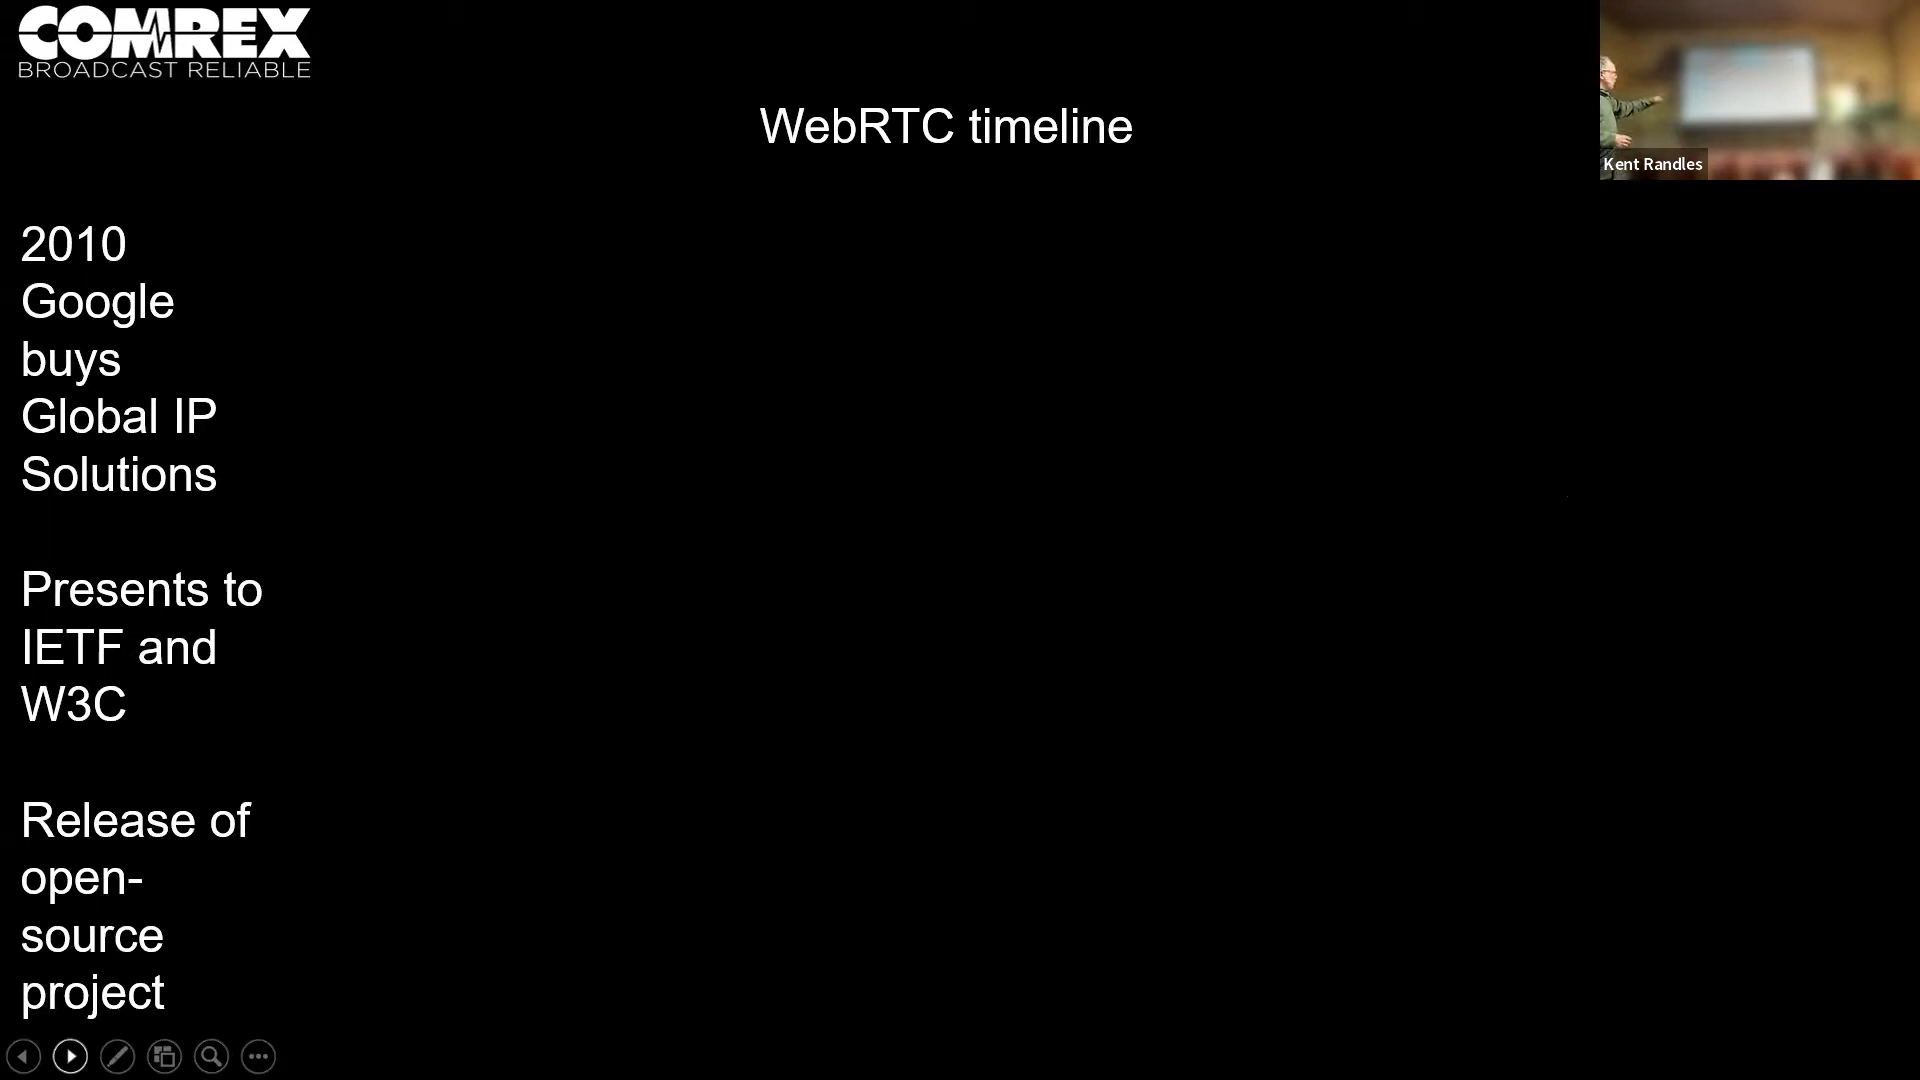 COMREX
BROADCAST RELIABLE
WebRTC timeline
Kent Randles
2010
Google
buys
Global IP
Solutions
Presents to
IETF and
W3C
Release of
open-
source
project